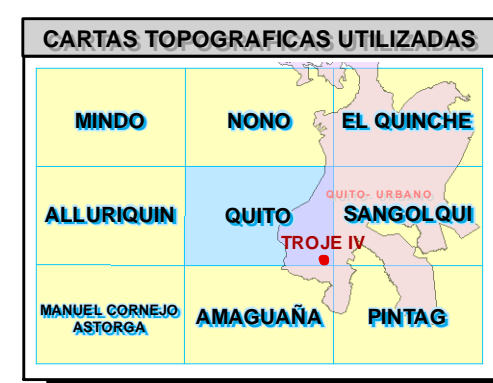 CARTAS TOPOGRAFICAS UTILIZADAS
MINDO
NONO
EL QUINCHE
QUITO- URBANO
ALLURIQUIN
QUITO
SANGOLQUI
TROJE IV
MANUEL CORNEJO
ASTORGA
AMAGUAÑA
PINTAG